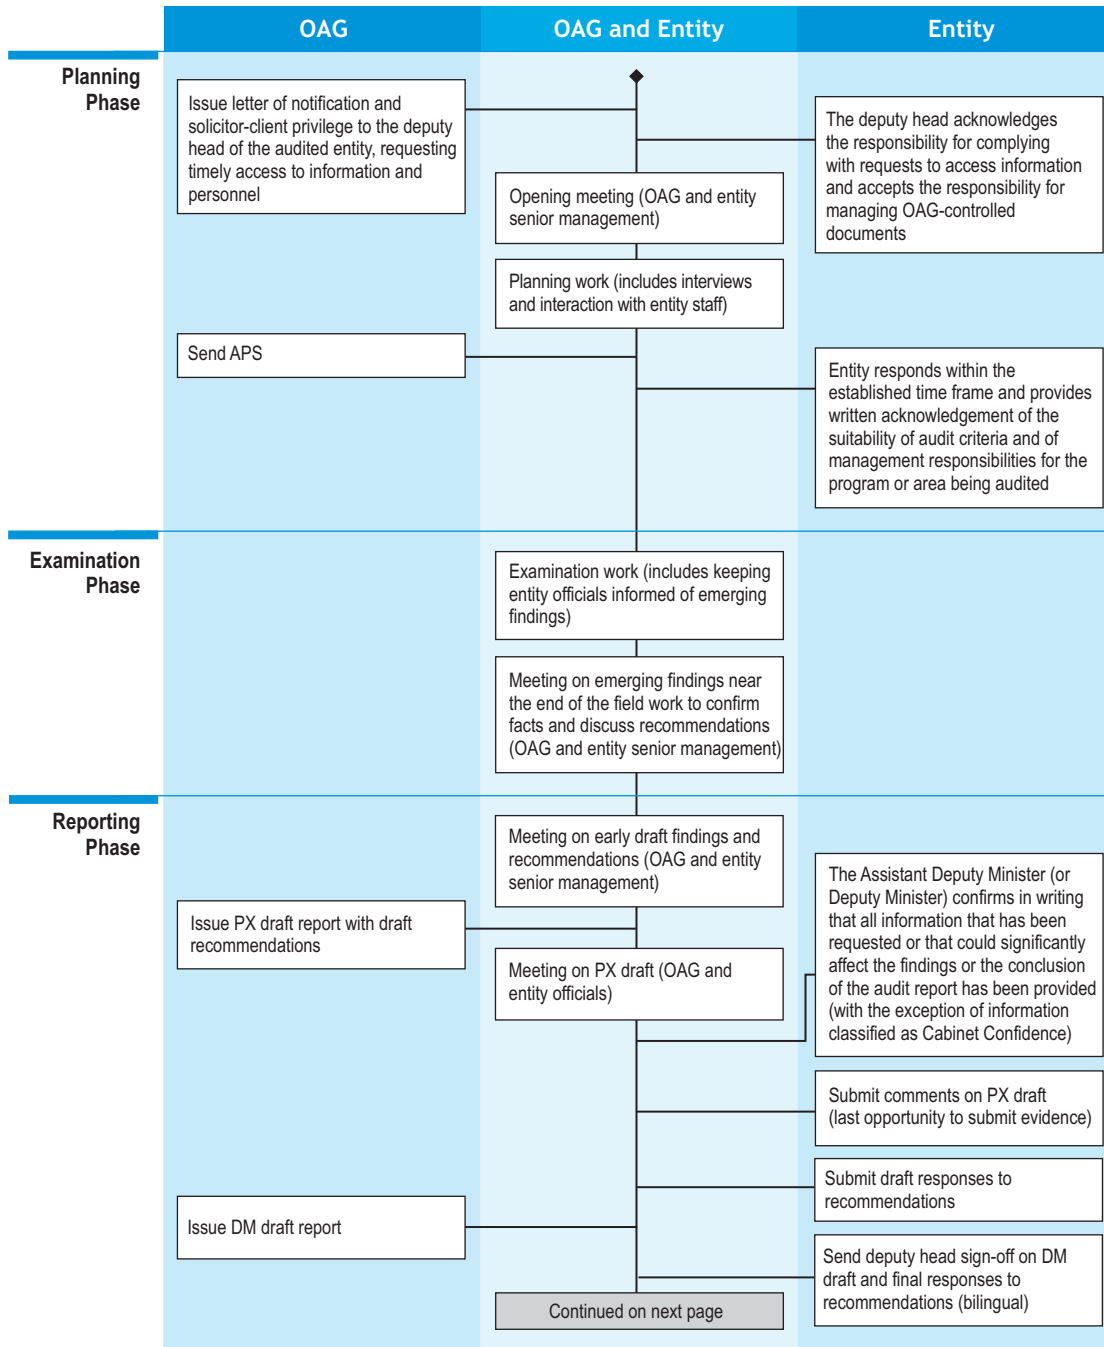 OAG
OAG and Entity
Entity
Planning
Phase
Issue letter of notification and
solicitor-client privilege to the deputy
head of the audited entity, requesting
timely access to information and
personnel
The deputy head acknowledges
the responsibility for complying
with requests to access information
and accepts the responsibility for
managing OAG-controlled
documents
Opening meeting (OAG and entity
senior management)
Planning work (includes interviews
and interaction with entity staff)
Send APS
Entity responds within the
established time frame and provides
written acknowledgement of the
suitability of audit criteria and of
management responsibilities for the
program or area being audited
Examination
Phase
Examination work (includes keeping
entity officials informed of emerging
findings)
Meeting on emerging findings near
the end of the field work to confirm
facts and discuss recommendations
(OAG and entity senior management)
Reporting
Phase
Meeting on early draft findings and
recommendations (OAG and entity
senior management)
The Assistant Deputy Minister (or
Deputy Minister) confirms in writing
that all information that has been
requested or that could significantly
affect the findings or the conclusion
of the audit report has been provided
(with the exception of information
classified as Cabinet Confidence)
Issue PX draft report with draft
recommendations
Meeting on PX draft (OAG and
entity officials)
Submit comments on PX draft
(last opportunity to submit evidence)
Submit draft responses to
recommendations
Issue DM draft report
Send deputy head sign-off on DM
draft and final responses to
recommendations (bilingual)
Continued on next page